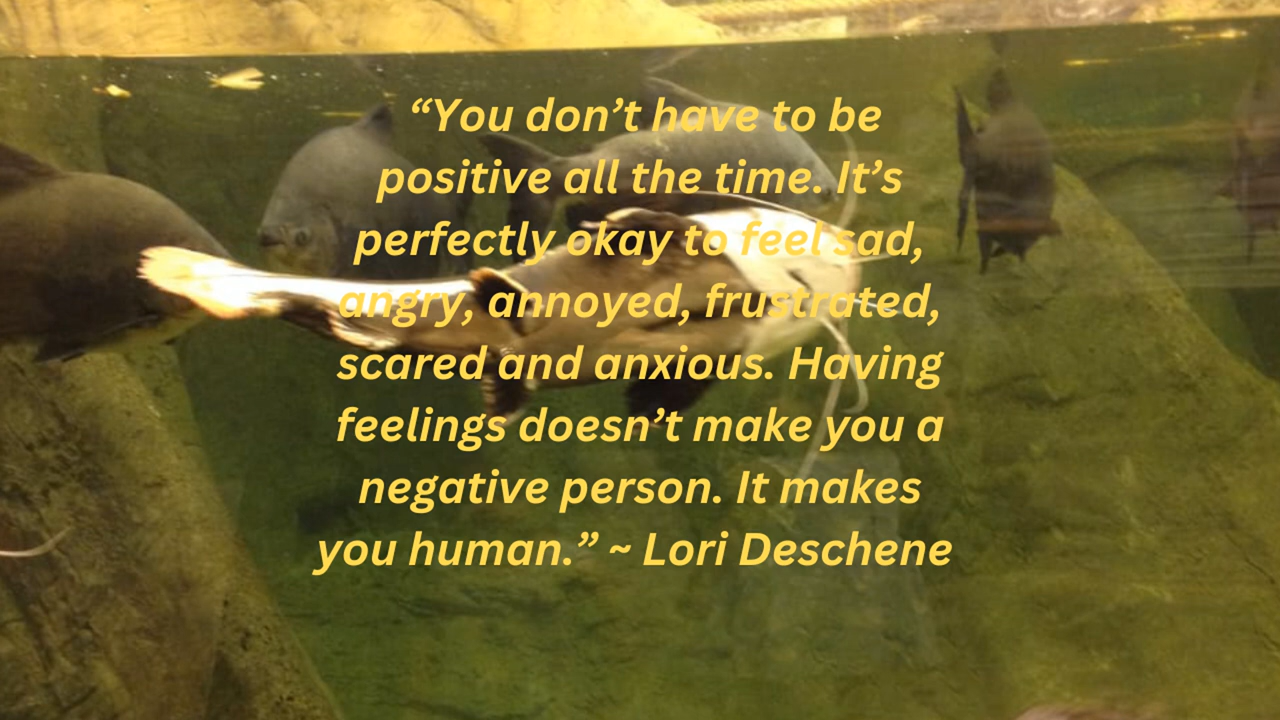 “You don’t have to be
positive all the time. It’s
perfectly okay to feel sad,
angry, annoyed, frustrated,
scared and anxious. Having
feelings doesn’t make you a
negative person. It makes
you human.” ~ Lori Deschene